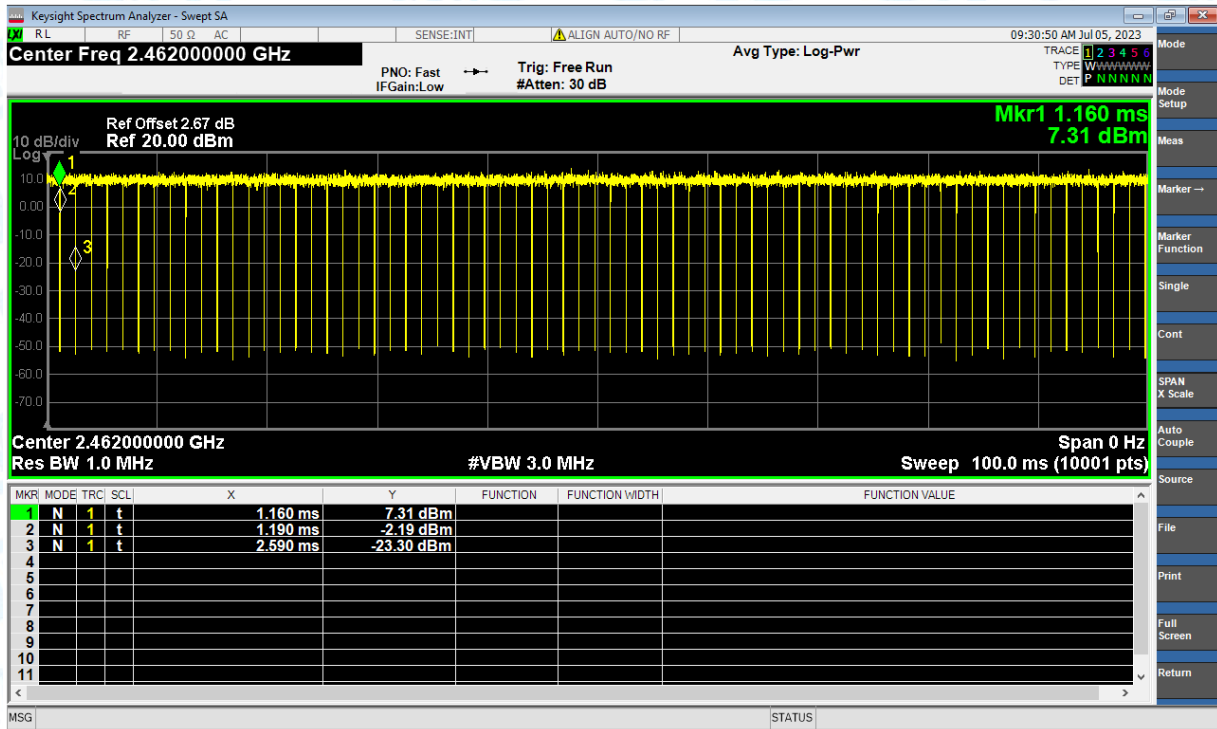 Keysight Spectrum Analyzer - Swept SA
LXI RL RF 50 Ω AC SENSE:INT ALIGN AUTO/NO RF 09:30:50 AM Jul 05, 2023
Center Freq 2.462000000 GHz
Avg Type: Log-Pwr
TRACE 1 2 3 4 5 6
PNO: Fast Trig: Free Run
TYPE WWWWWW
IFGain:Low #Atten: 30 dB
DET P N N N N N
Mkr1 1.160 ms
7.31 dBm
Ref Offset 2.67 dB
10 dB/div Ref 20.00 dBm
Log
1
10.0
2
0.00
-10.0
3
-20.0
-30.0
-40.0
-50.0
-60.0
-70.0
Center 2.462000000 GHz Span 0 Hz
Res BW 1.0 MHz #VBW 3.0 MHz Sweep 100.0 ms (10001 pts)
MKR MODE TRC SCL X Y FUNCTION FUNCTION WIDTH FUNCTION VALUE
1 N 1 t 1.160 ms 7.31 dBm
2 N 1 t 1.190 ms -2.19 dBm
3 N 1 t 2.590 ms -23.30 dBm
4
5
6
7
8
9
10
11
MSG STATUS
Mode
Mode
Setup
Meas
Marker →
Marker
Function
Single
Cont
SPAN
X Scale
Auto
Couple
Source
File
Print
Full
Screen
Return